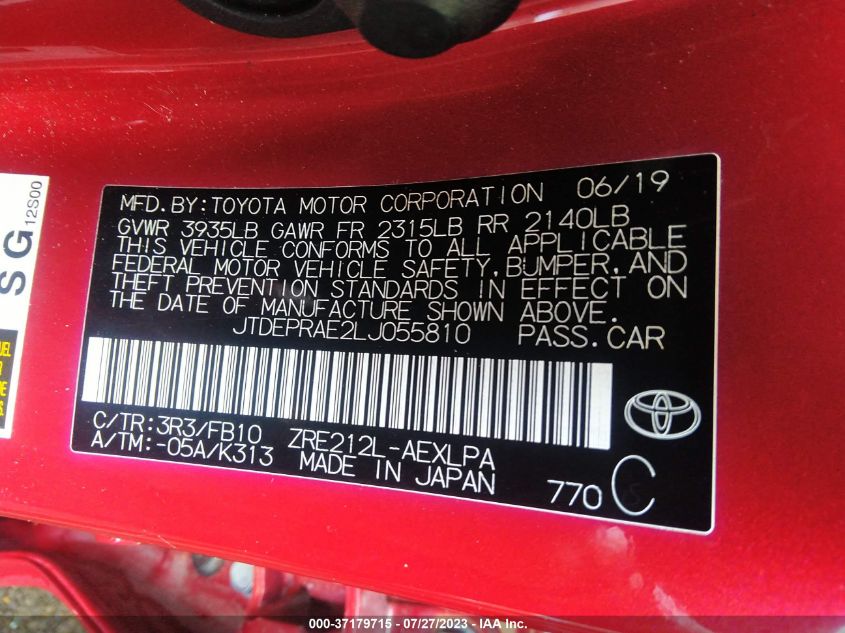 MFD.BY:TOYOTA MOTOR CORPORATION 06/19
GVWR 3935LB GAWR FR 2315LB RR 2140LB
THIS VEHICLE CONFORMS TO ALL APPLICABLE
FEDERAL MOTOR VEHICLE SAFETY,BUMPER,AND
THEFT PREVENTION STANDARDS IN EFFECT ON
THE DATE OF MANUFACTURE SHOWN ABOVE.
JTDEPRAE2LJ055810 PASS.CAR
C/TR:3R3/FB10 ZRE212L-AEXLPA
A/TM:-05A/K313 MADE IN JAPAN
770 C
SG
12S00
000-37179715 - 07/27/2023 - © IAA, Inc.